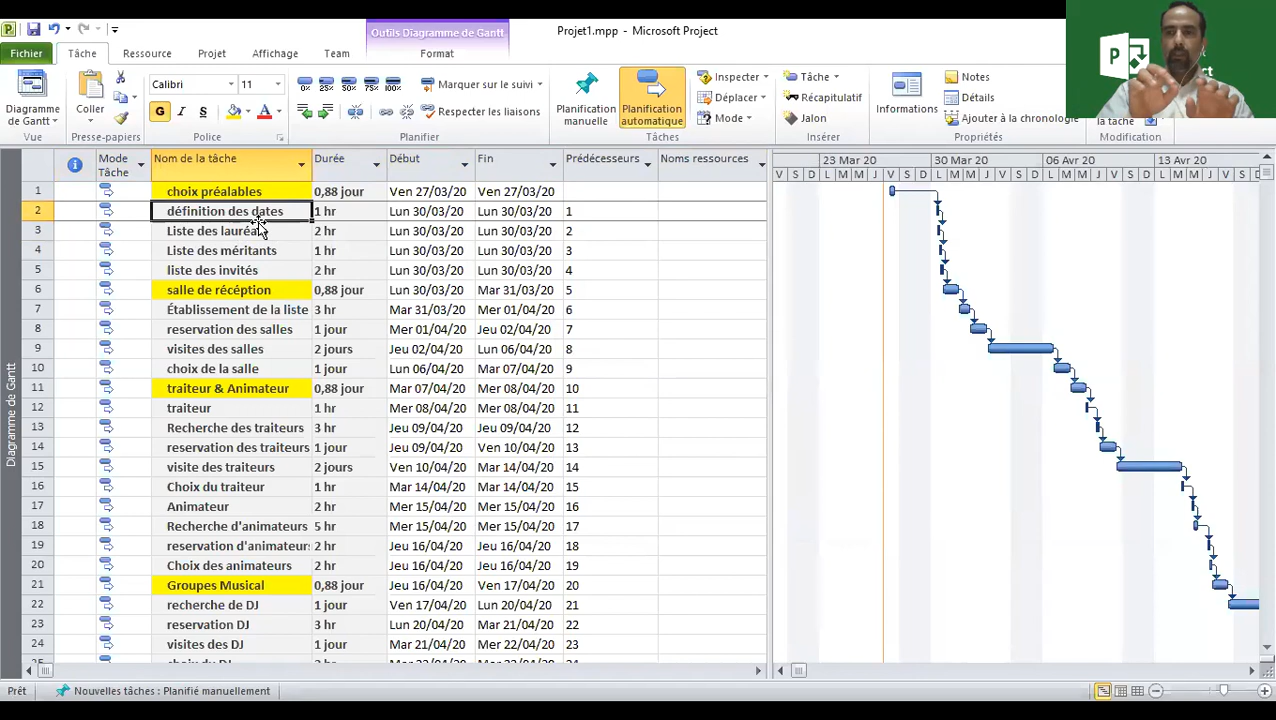 Outils Diagramme de Gantt
Projet1.mpp - Microsoft Project
Fichier Tâche Ressource Projet Affichage Team Format
Diagramme de Gantt
Vue
Coller
Presse-papiers
Calibri 11
G I S A
Police
0% 25% 50% 75% 100%
Marquer sur le suivi
Respecter les liaisons
Planifier
Planification manuelle
Planification automatique
Inspecter
Déplacer
Mode
Tâches
Tâche
Récapitulatif
Jalon
Insérer
Informations
Notes
Détails
Ajouter à la chronologie
Propriétés
la tâche
Modification
Mode Tâche Nom de la tâche Durée Début Fin Prédécesseurs Noms ressources
23 Mar 20 30 Mar 20 06 Avr 20 13 Avr 20
V S D L M M J V S D L M M J V S D L M M J V S D L M M J V S D
1 choix préalables 0,88 jour Ven 27/03/20 Ven 27/03/20
2 définition des dates 1 hr Lun 30/03/20 Lun 30/03/20 1
3 Liste des lauréa 2 hr Lun 30/03/20 Lun 30/03/20 2
4 Liste des méritants 1 hr Lun 30/03/20 Lun 30/03/20 3
5 liste des invités 2 hr Lun 30/03/20 Lun 30/03/20 4
6 salle de récéption 0,88 jour Lun 30/03/20 Mar 31/03/20 5
7 Établissement de la liste 3 hr Mar 31/03/20 Mer 01/04/20 6
8 reservation des salles 1 jour Mer 01/04/20 Jeu 02/04/20 7
9 visites des salles 2 jours Jeu 02/04/20 Lun 06/04/20 8
10 choix de la salle 1 jour Lun 06/04/20 Mar 07/04/20 9
11 traiteur & Animateur 0,88 jour Mar 07/04/20 Mer 08/04/20 10
12 traiteur 1 hr Mer 08/04/20 Mer 08/04/20 11
13 Recherche des traiteurs 3 hr Jeu 09/04/20 Jeu 09/04/20 12
14 reservation des traiteurs 1 jour Jeu 09/04/20 Ven 10/04/20 13
15 visite des traiteurs 2 jours Ven 10/04/20 Mar 14/04/20 14
16 Choix du traiteur 1 hr Mar 14/04/20 Mar 14/04/20 15
17 Animateur 2 hr Mer 15/04/20 Mer 15/04/20 16
18 Recherche d'animateurs 5 hr Mer 15/04/20 Mer 15/04/20 17
19 reservation d'animateur 2 hr Jeu 16/04/20 Jeu 16/04/20 18
20 Choix des animateurs 2 hr Jeu 16/04/20 Jeu 16/04/20 19
21 Groupes Musical 0,88 jour Jeu 16/04/20 Ven 17/04/20 20
22 recherche de DJ 1 jour Ven 17/04/20 Lun 20/04/20 21
23 reservation DJ 3 hr Lun 20/04/20 Mar 21/04/20 22
24 visites des DJ 1 jour Mar 21/04/20 Mer 22/04/20 23
Diagramme de Gantt
Prêt Nouvelles tâches : Planifié manuellement